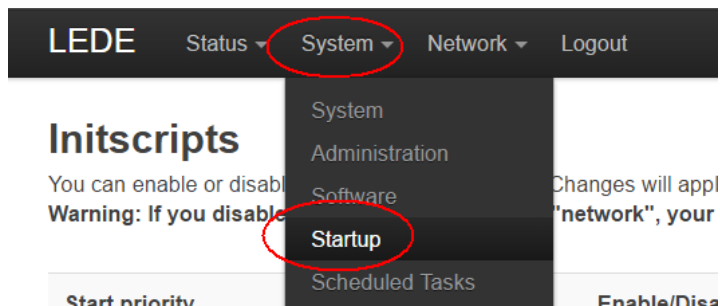 LEDE Status System Network Logout
System
Initscripts
Administration
You can enable or disabl Changes will appl
Software
Warning: If you disable "network", your
Startup
Scheduled Tasks
Start priority Enable/Disa